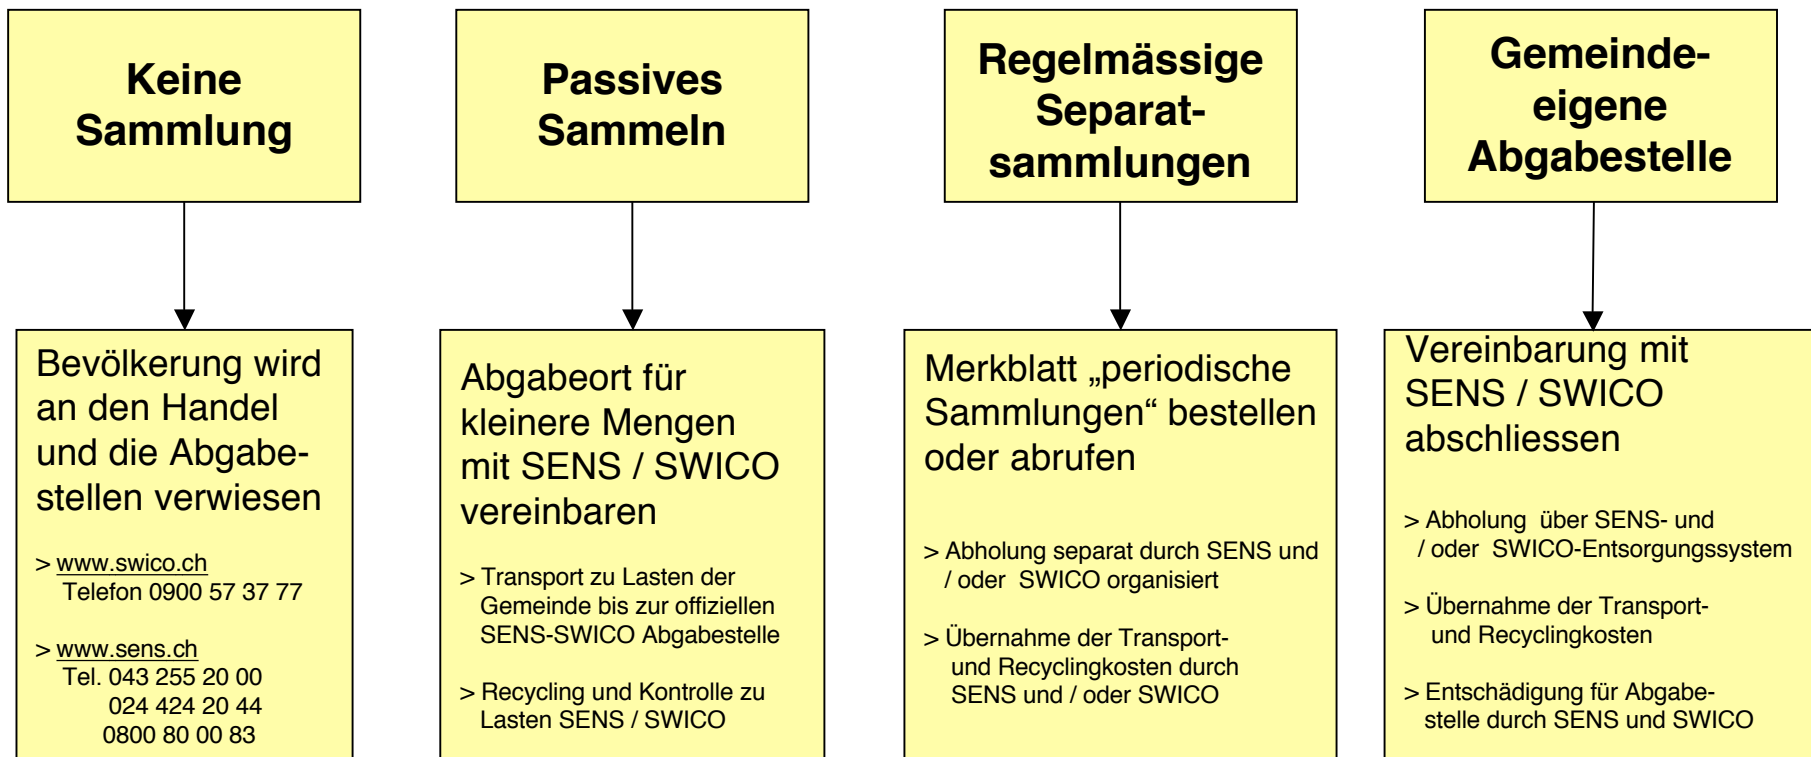 Keine
Sammlung
Bevölkerung wird
an den Handel
und die Abgabe-
stellen verwiesen
> www.swico.ch
Telefon 0900 57 37 77
> www.sens.ch
Tel. 043 255 20 00
024 424 20 44
0800 80 00 83
Passives
Sammeln
Abgabeort für
kleinere Mengen
mit SENS / SWICO
vereinbaren
> Transport zu Lasten der
Gemeinde bis zur offiziellen
SENS-SWICO Abgabestelle
> Recycling und Kontrolle zu
Lasten SENS / SWICO
Regelmässige
Separat-
sammlungen
Merkblatt „periodische
Sammlungen“ bestellen
oder abrufen
> Abholung separat durch SENS und
/ oder SWICO organisiert
> Übernahme der Transport-
und Recyclingkosten durch
SENS und / oder SWICO
Gemeinde-
eigene
Abgabestelle
Vereinbarung mit
SENS / SWICO
abschliessen
> Abholung über SENS- und
/ oder SWICO-Entsorgungssystem
> Übernahme der Transport-
und Recyclingkosten
> Entschädigung für Abgabe-
stelle durch SENS und SWICO